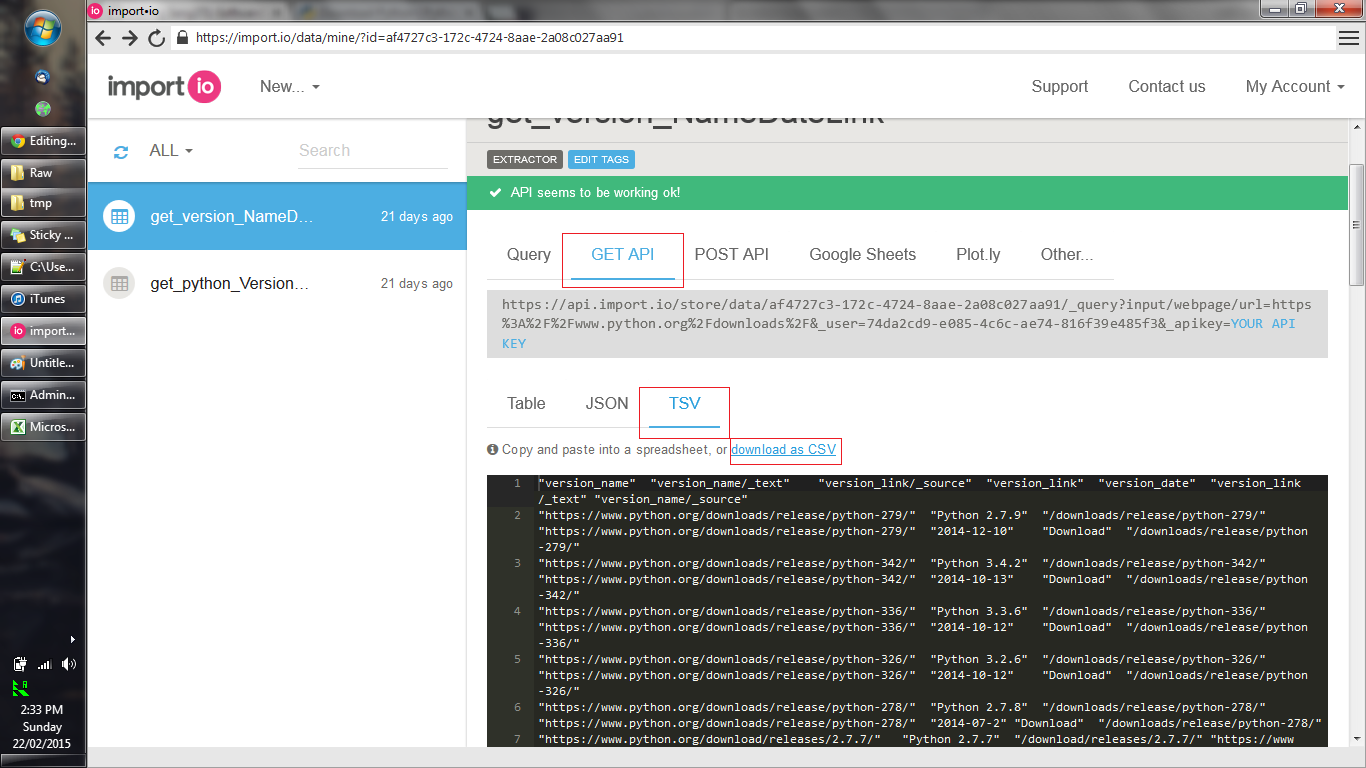 import•io
https://import.io/data/mine/?id=af4727c3-172c-4724-8aae-2a08c027aa91
import io
New...
Support
Contact us
My Account
ALL
Search
get_version_NameD...
21 days ago
get_python_Version...
21 days ago
get_version_NameDateLink
EXTRACTOR
EDIT TAGS
API seems to be working ok!
Query
GET API
POST API
Google Sheets
Plot.ly
Other...
https://api.import.io/store/data/af4727c3-172c-4724-8aae-2a08c027aa91/_query?input/webpage/url=https
%3A%2F%2Fwww.python.org%2Fdownloads%2F&_user=74da2cd9-e085-4c6c-ae74-816f39e485f3&_apikey=YOUR API
KEY
Table
JSON
TSV
Copy and paste into a spreadsheet, or download as CSV
1 "version_name" "version_name/_text" "version_link/_source" "version_link" "version_date" "version_link
/_text" "version_name/_source"
2 "https://www.python.org/downloads/release/python-279/" "Python 2.7.9" "/downloads/release/python-279/"
"https://www.python.org/downloads/release/python-279/" "2014-12-10" "Download" "/downloads/release/python
-279/"
3 "https://www.python.org/downloads/release/python-342/" "Python 3.4.2" "/downloads/release/python-342/"
"https://www.python.org/downloads/release/python-342/" "2014-10-13" "Download" "/downloads/release/python
-342/"
4 "https://www.python.org/downloads/release/python-336/" "Python 3.3.6" "/downloads/release/python-336/"
"https://www.python.org/downloads/release/python-336/" "2014-10-12" "Download" "/downloads/release/python
-336/"
5 "https://www.python.org/downloads/release/python-326/" "Python 3.2.6" "/downloads/release/python-326/"
"https://www.python.org/downloads/release/python-326/" "2014-10-12" "Download" "/downloads/release/python
-326/"
6 "https://www.python.org/downloads/release/python-278/" "Python 2.7.8" "/downloads/release/python-278/"
"https://www.python.org/downloads/release/python-278/" "2014-07-2" "Download" "/downloads/release/python-278/"
7 "https://www.python.org/download/releases/2.7.7/" "Python 2.7.7" "/download/releases/2.7.7/" "https://www
Editing...
Raw
tmp
Sticky ...
C:\Use...
iTunes
import...
Untitle...
Admin...
Micros...
2:33 PM
Sunday
22/02/2015